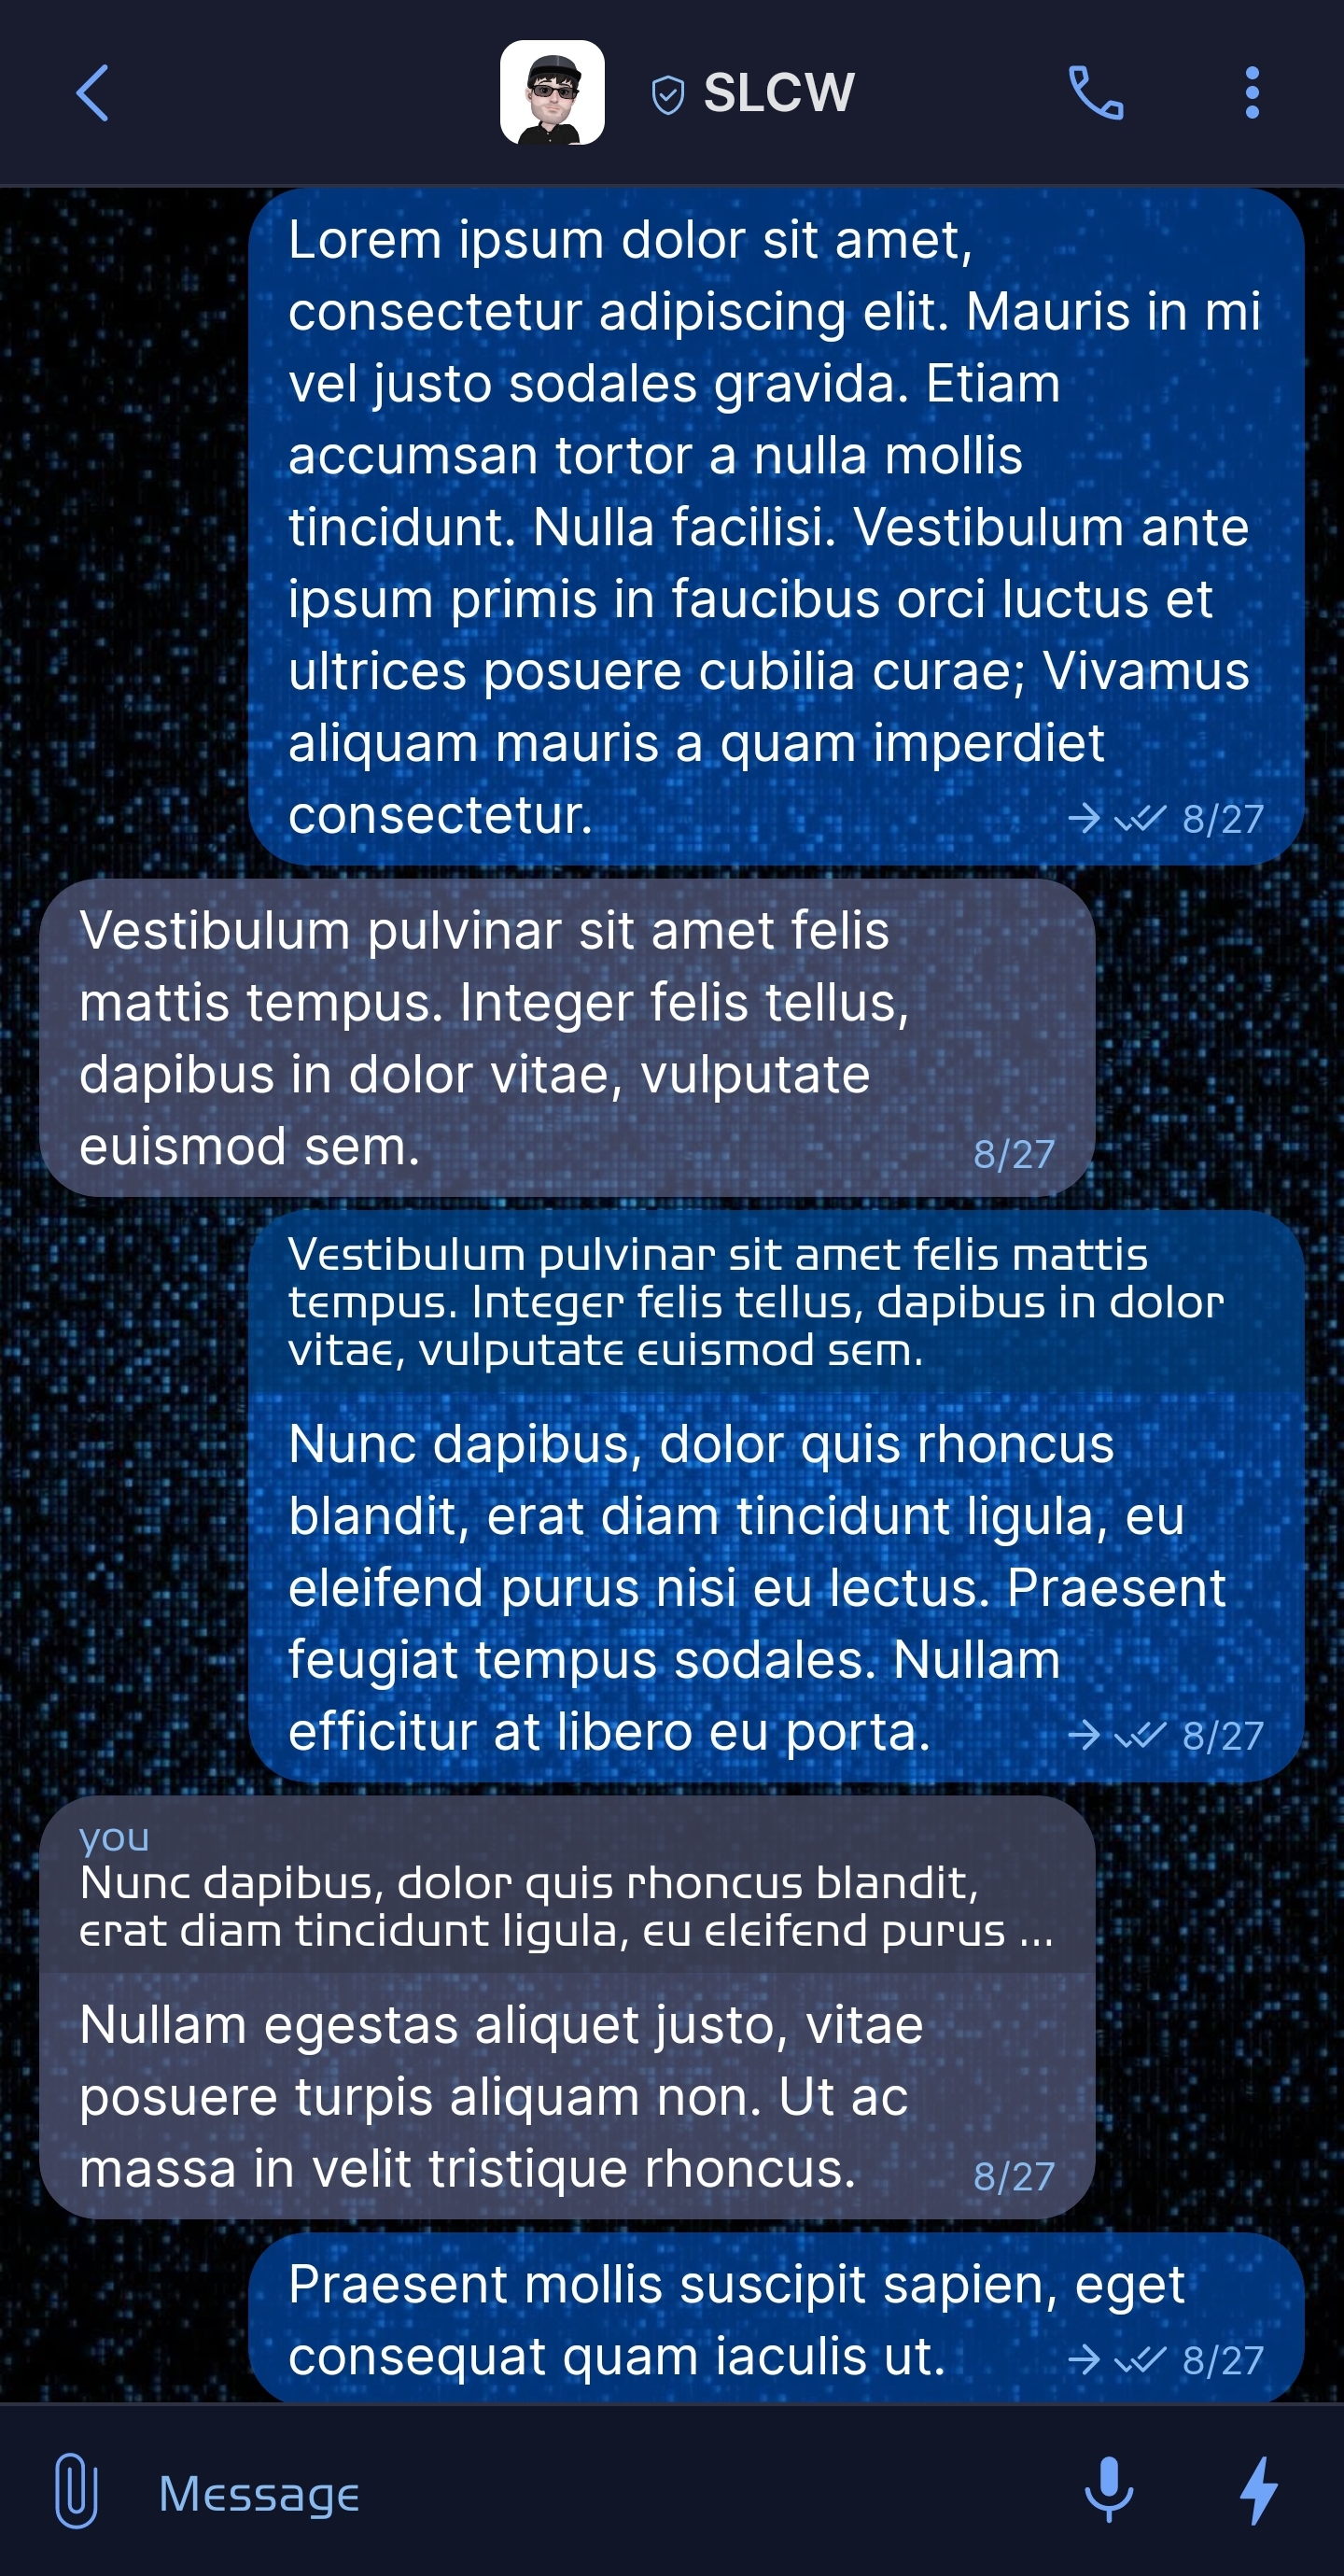 SLCW
Lorem ipsum dolor sit amet,
consectetur adipiscing elit. Mauris in mi
vel justo sodales gravida. Etiam
accumsan tortor a nulla mollis
tincidunt. Nulla facilisi. Vestibulum ante
ipsum primis in faucibus orci luctus et
ultrices posuere cubilia curae; Vivamus
aliquam mauris a quam imperdiet
consectetur. 8/27
Vestibulum pulvinar sit amet felis
mattis tempus. Integer felis tellus,
dapibus in dolor vitae, vulputate
euismod sem. 8/27
Vestibulum pulvinar sit amet felis mattis
tempus. Integer felis tellus, dapibus in dolor
vitae, vulputate euismod sem.
Nunc dapibus, dolor quis rhoncus
blandit, erat diam tincidunt ligula, eu
eleifend purus nisi eu lectus. Praesent
feugiat tempus sodales. Nullam
efficitur at libero eu porta. 8/27
you
Nunc dapibus, dolor quis rhoncus blandit,
erat diam tincidunt ligula, eu eleifend purus ...
Nullam egestas aliquet justo, vitae
posuere turpis aliquam non. Ut ac
massa in velit tristique rhoncus. 8/27
Praesent mollis suscipit sapien, eget
consequat quam iaculis ut. 8/27
Message